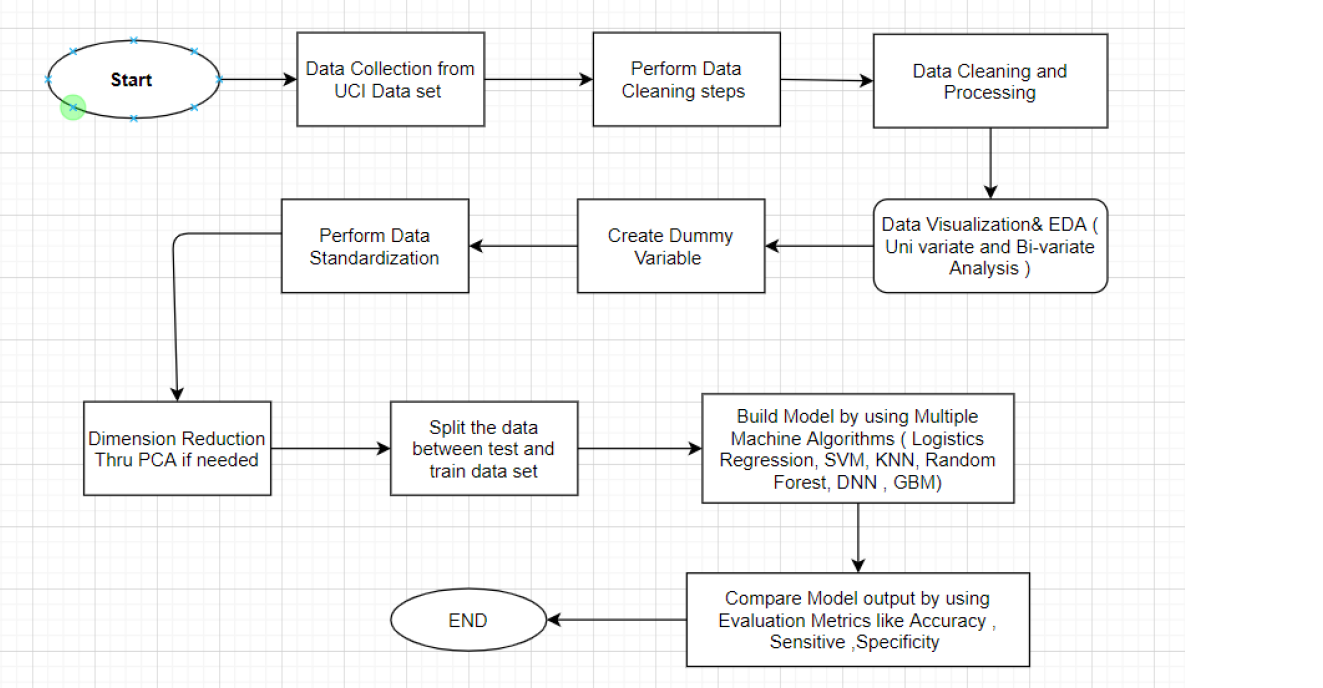 Start
Data Collection from
UCI Data set
Perform Data
Cleaning steps
Data Cleaning and
Processing
Data Visualization& EDA (
Uni variate and Bi-variate
Analysis )
Create Dummy
Variable
Perform Data
Standardization
Dimension Reduction
Thru PCA if needed
Split the data
between test and
train data set
Build Model by using Multiple
Machine Algorithms ( Logistics
Regression, SVM, KNN, Random
Forest, DNN , GBM)
Compare Model output by using
Evaluation Metrics like Accuracy ,
Sensitive ,Specificity
END